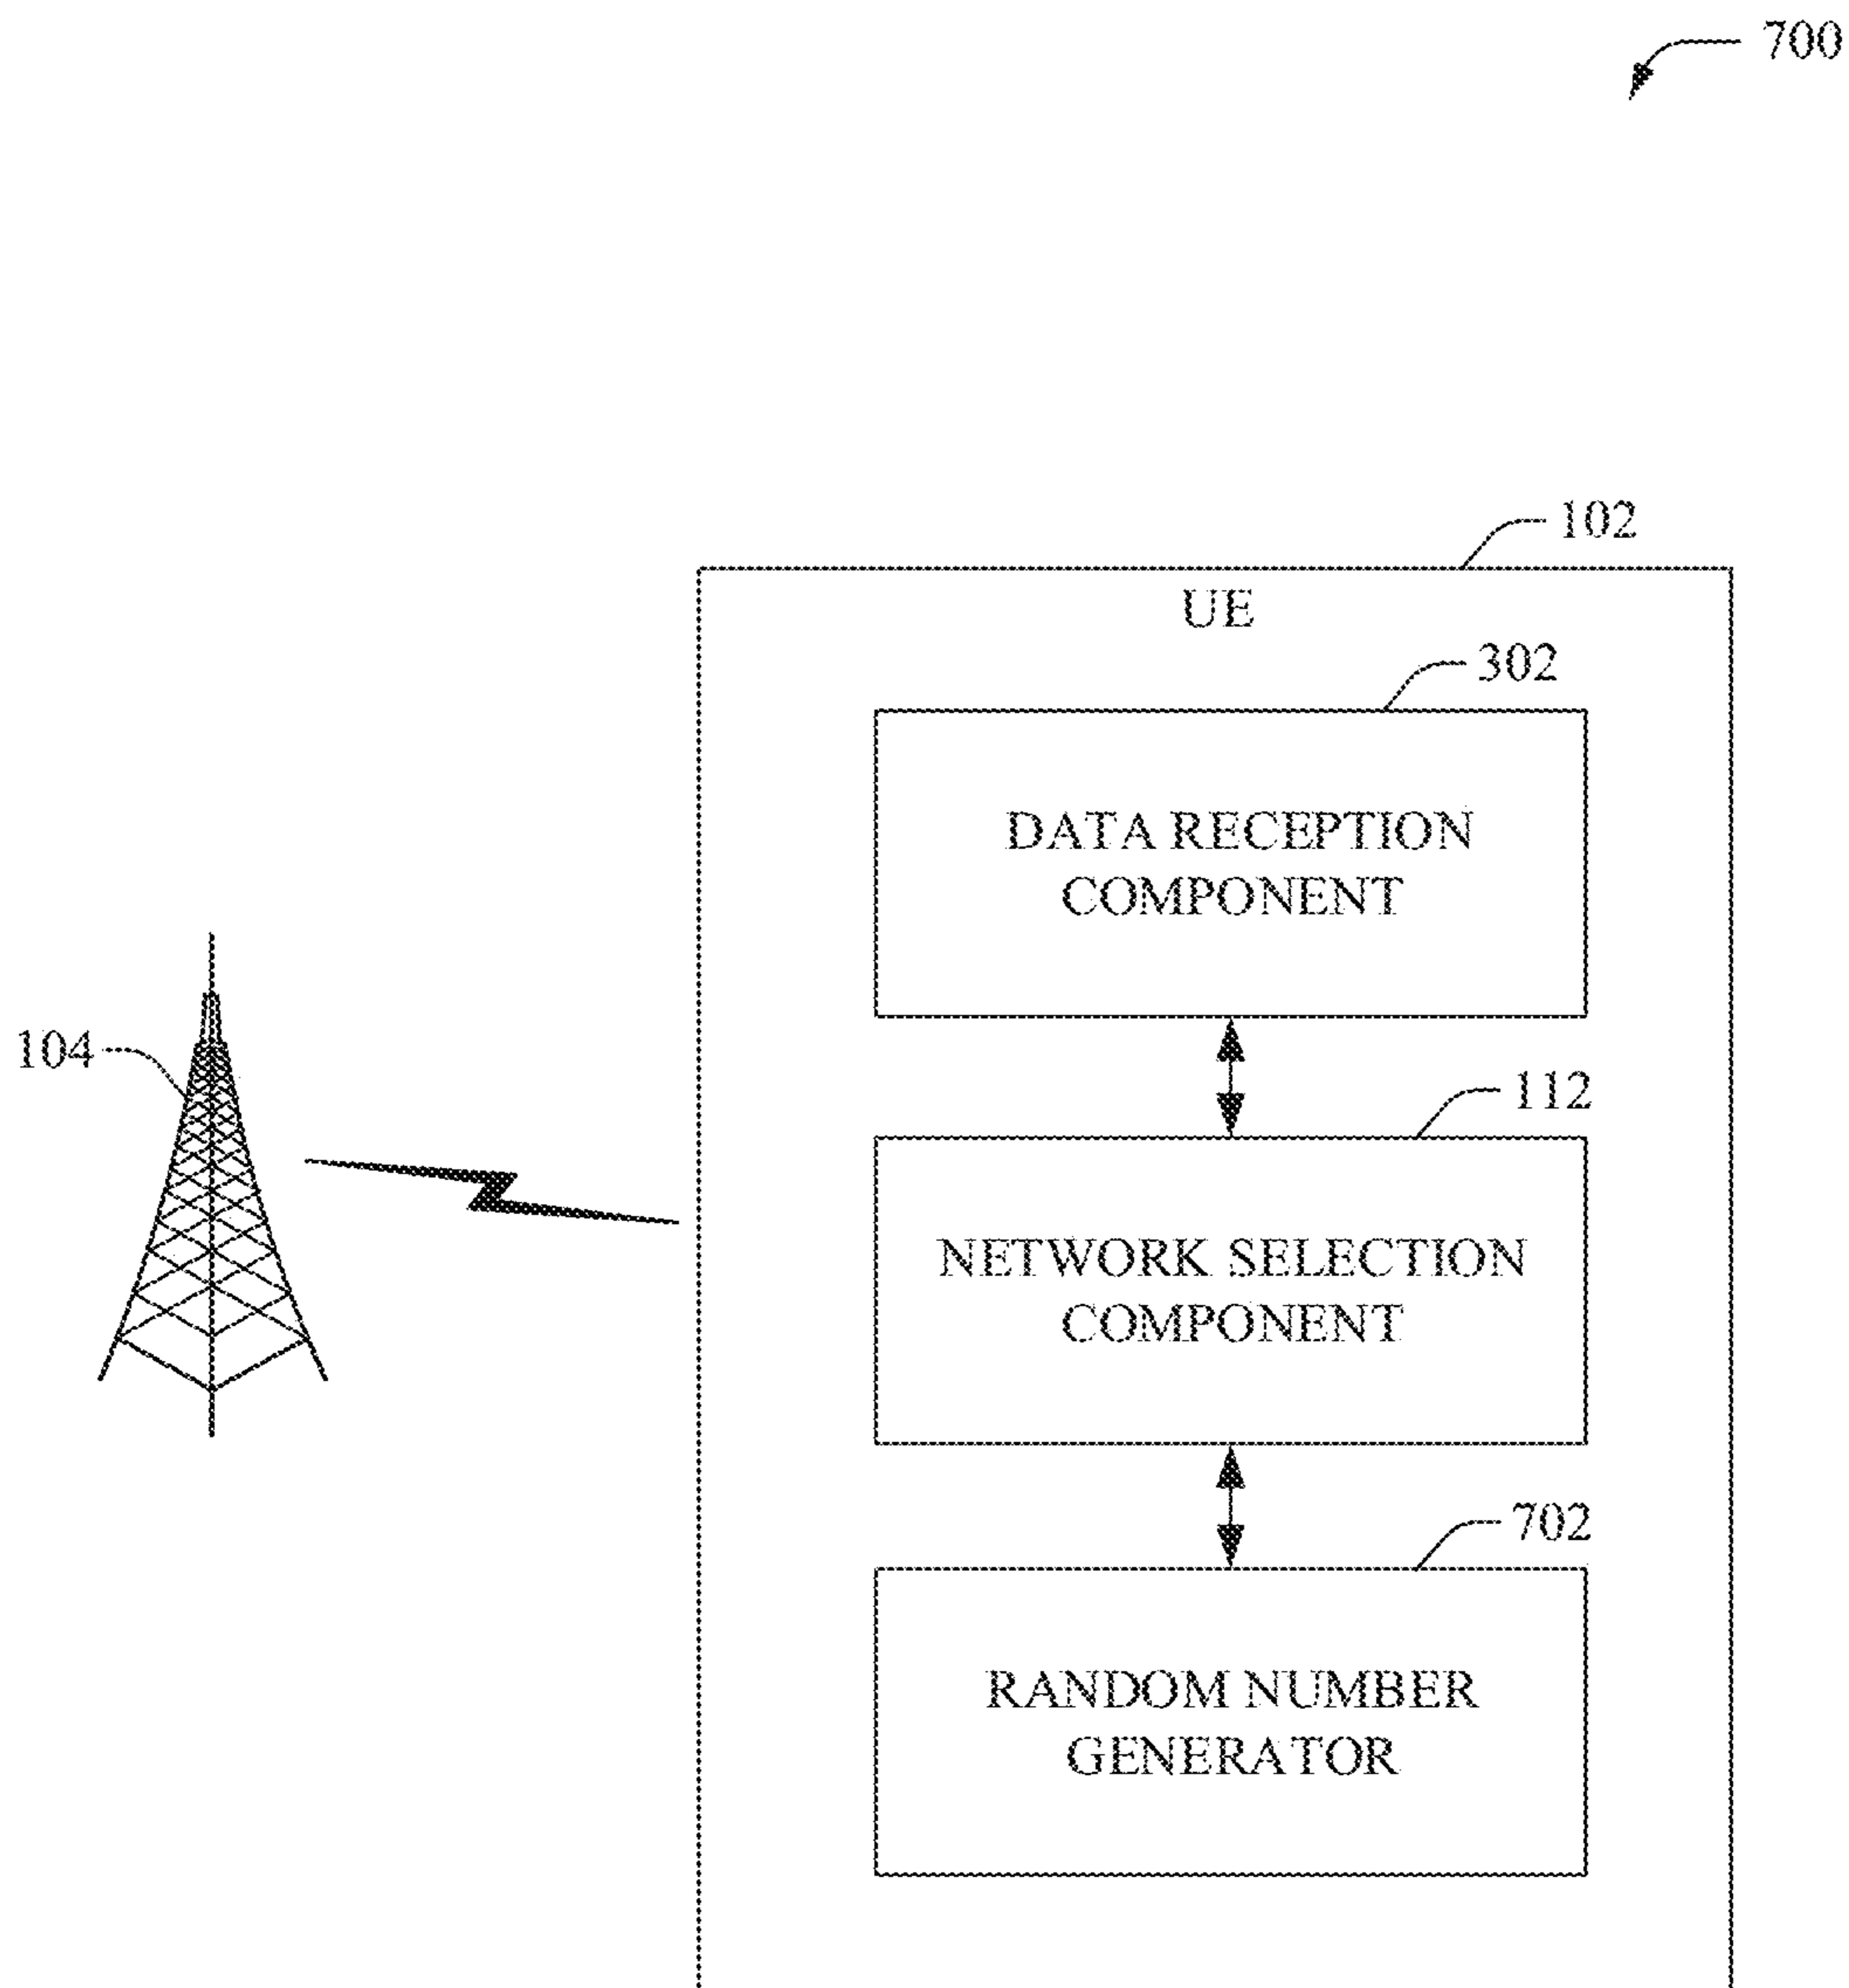 700
102
UE
302
DATA RECEPTION
COMPONENT
104
112
NETWORK SELECTION
COMPONENT
702
RANDOM NUMBER
GENERATOR